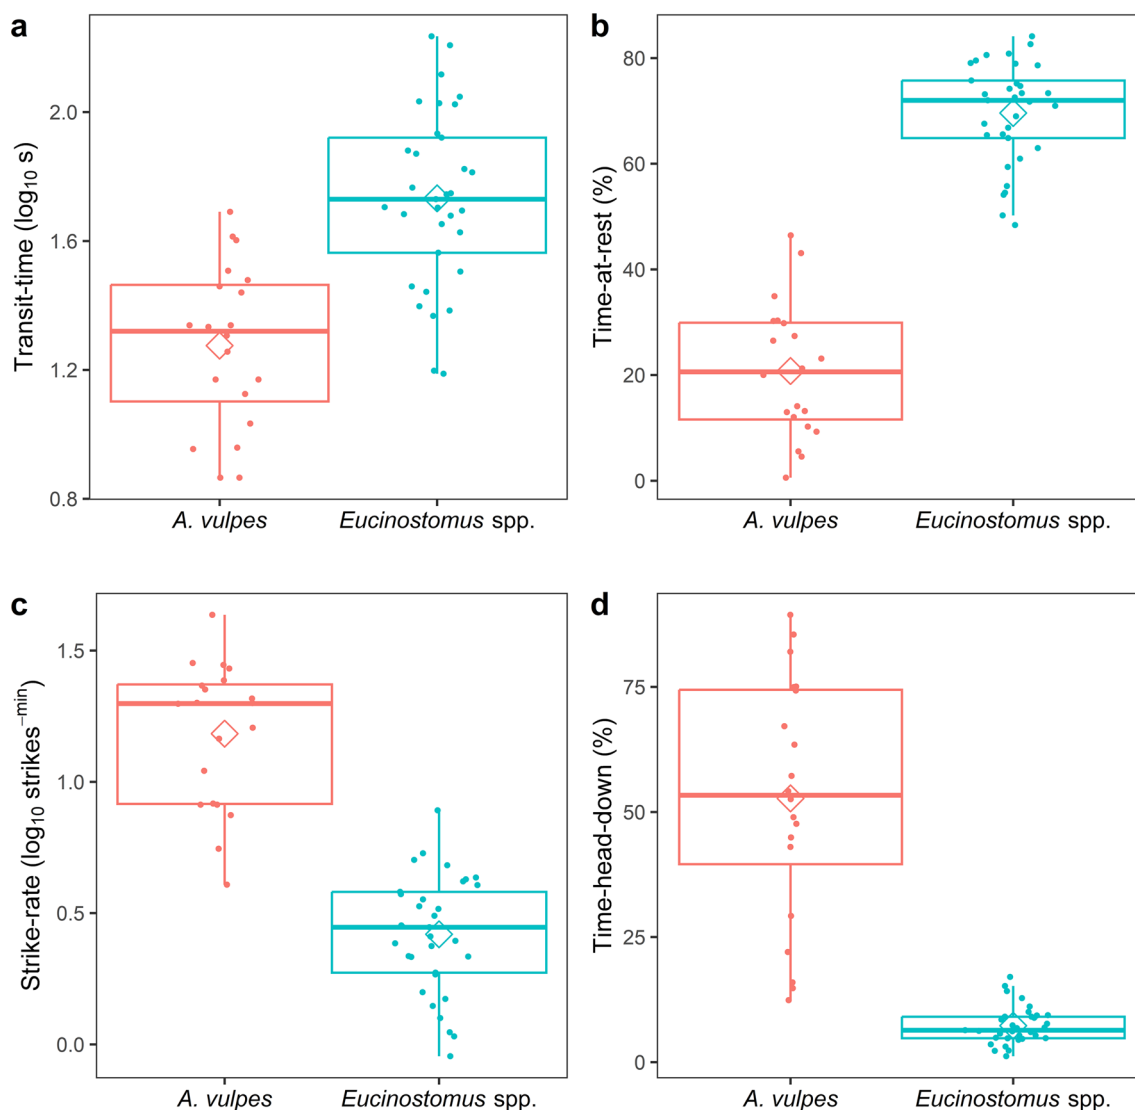 a
Transit-time (log10 s)
2.0
1.6
1.2
0.8
A. vulpes
Eucinostomus spp.
b
Time-at-rest (%)
80
60
40
20
0
A. vulpes
Eucinostomus spp.
c
Strike-rate (log10 strikes−min)
1.5
1.0
0.5
0.0
A. vulpes
Eucinostomus spp.
d
Time-head-down (%)
75
50
25
0
A. vulpes
Eucinostomus spp.